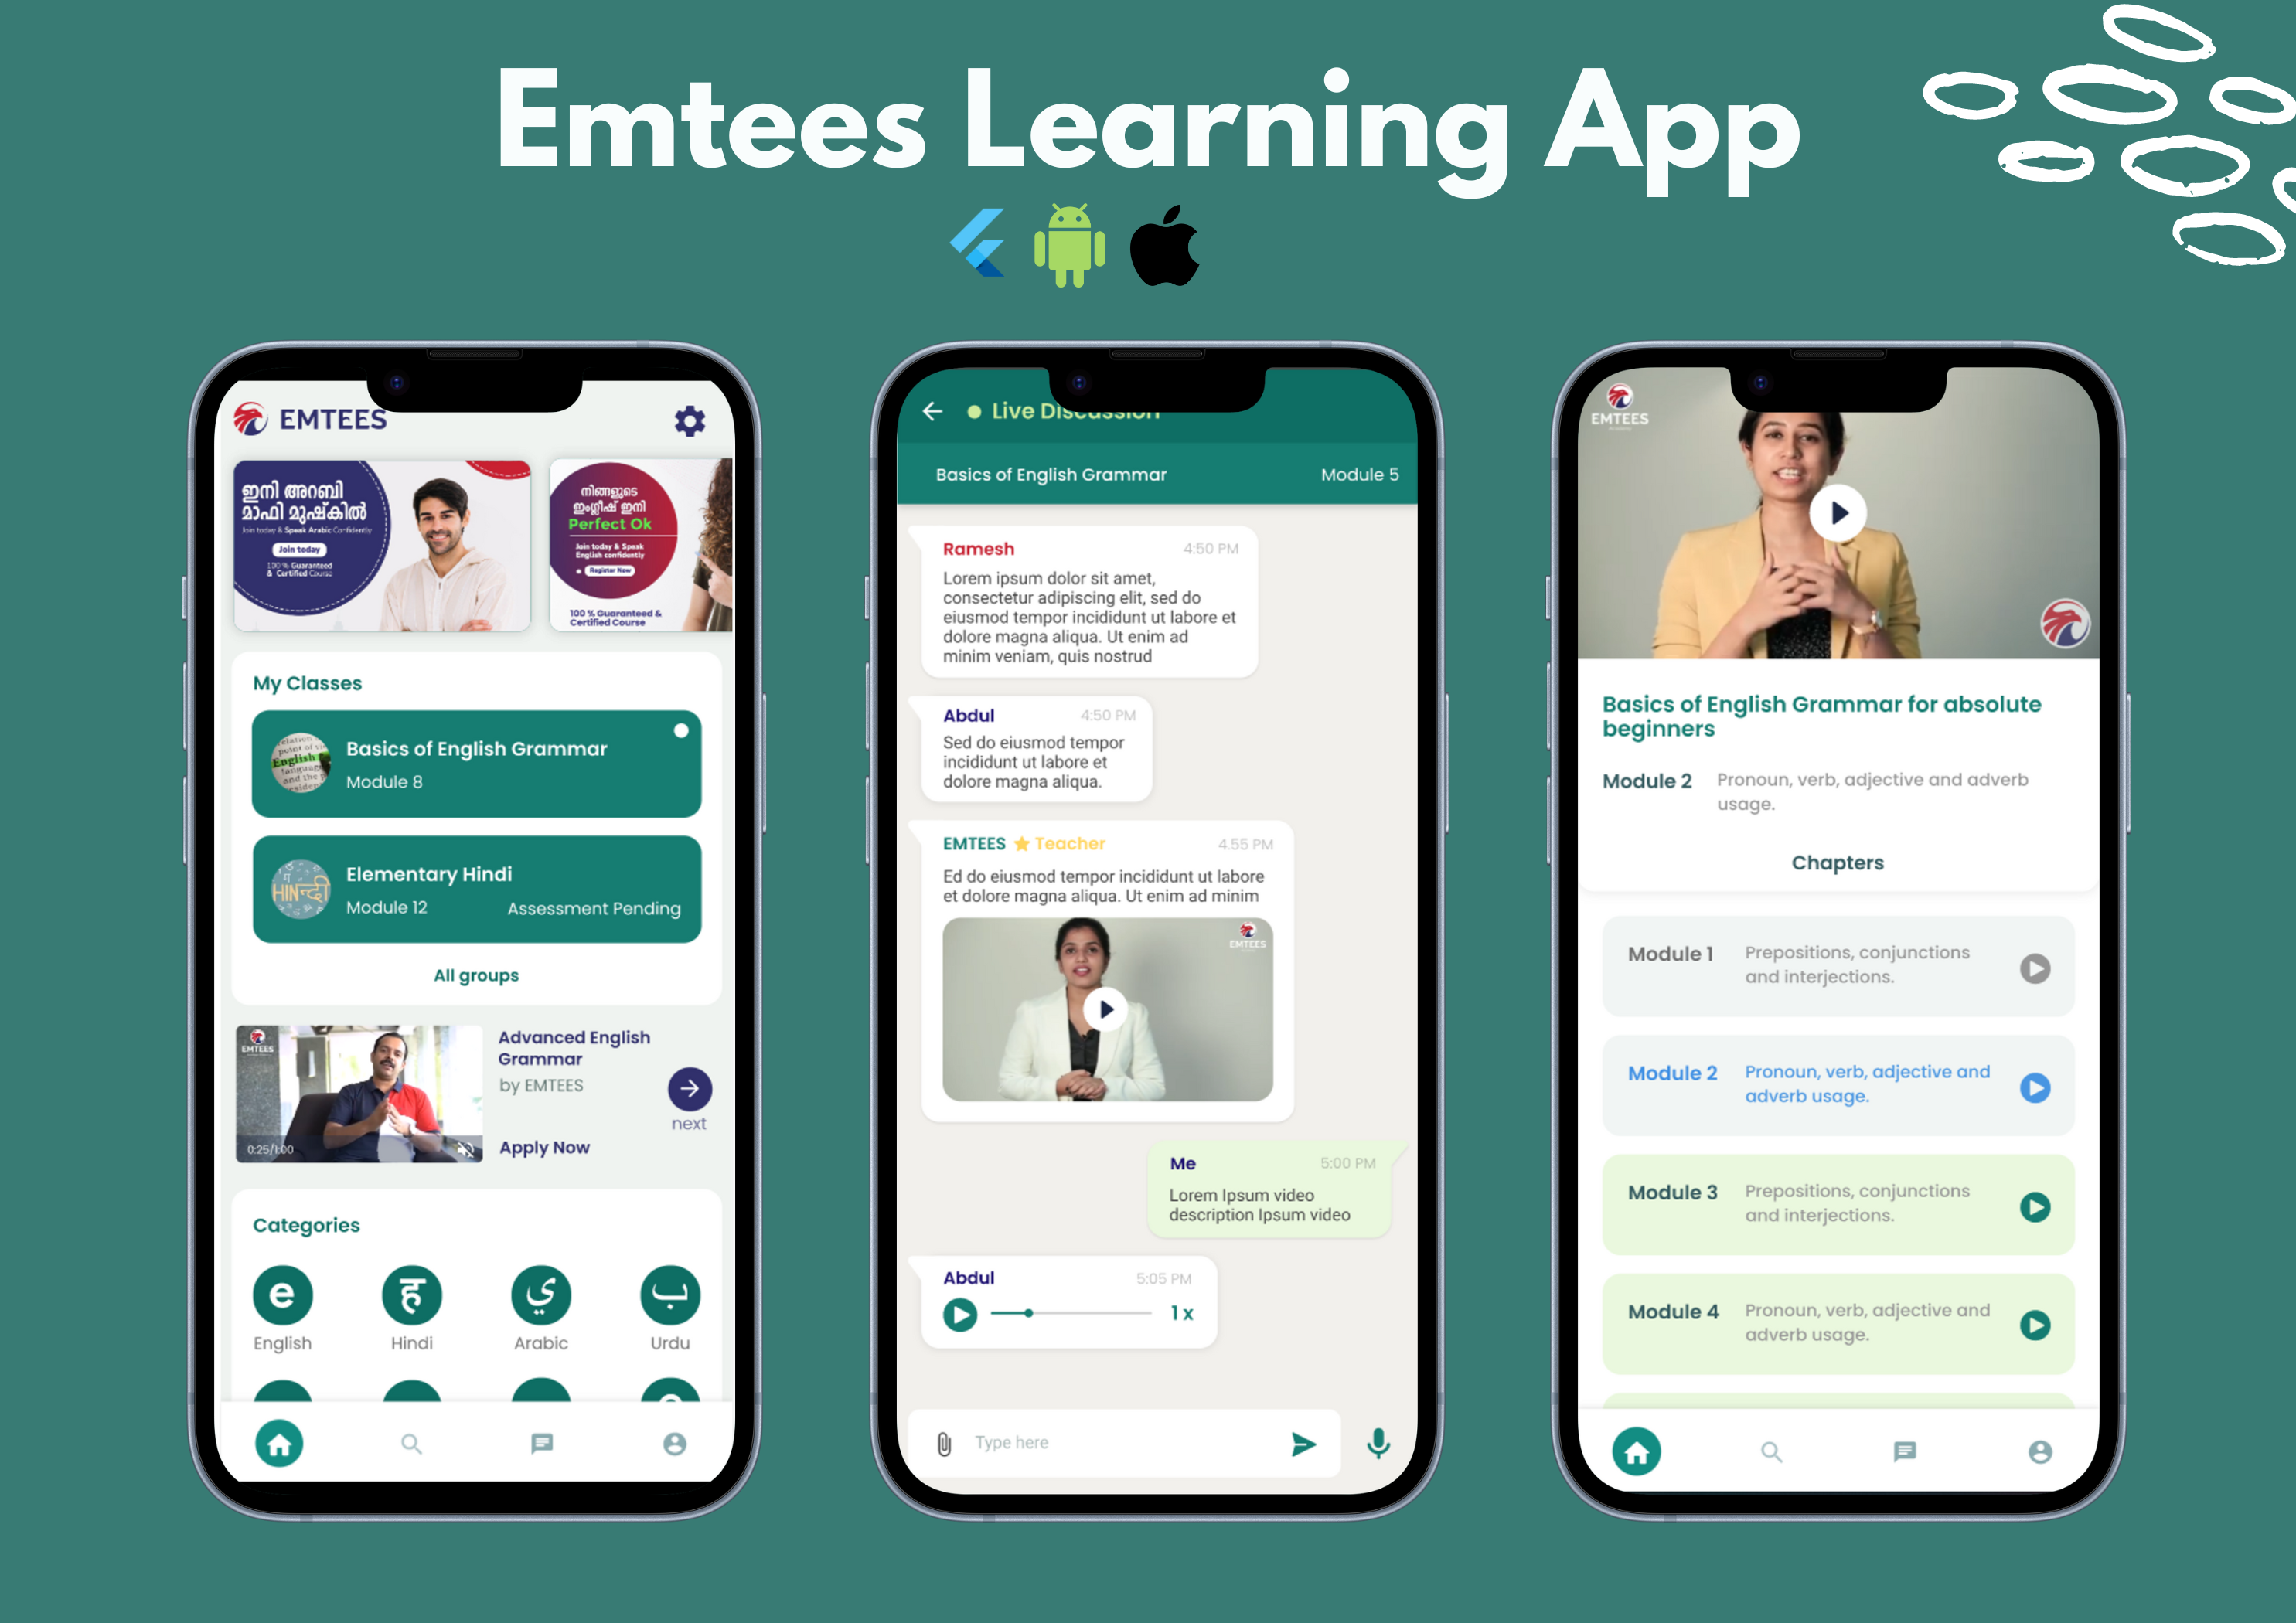 Emtees Learning App
EMTEES
ഇനി അറബി
മാഫി മുഷ്കിൽ
Join today & Speak Arabic Confidently
Join today
100 % Guaranteed
& Certified Course
നിങ്ങളുടെ
ഇംഗ്ലീഷ് ഇനി
Perfect Ok
Join today & Speak
English confidently
Register Now
100 % Guaranteed &
Certified Course
My Classes
English
Basics of English Grammar
Module 8
HINन्दी
Elementary Hindi
Module 12
Assessment Pending
All groups
EMTEES
0:25/1:00
Advanced English
Grammar
by EMTEES
next
Apply Now
Categories
e
ह
ي
ب
English
Hindi
Arabic
Urdu
Live Discussion
Basics of English Grammar
Module 5
Ramesh
4:50 PM
Lorem ipsum dolor sit amet,
consectetur adipiscing elit, sed do
eiusmod tempor incididunt ut labore et
dolore magna aliqua. Ut enim ad
minim veniam, quis nostrud
Abdul
4:50 PM
Sed do eiusmod tempor
incididunt ut labore et
dolore magna aliqua.
EMTEES ★ Teacher
4.55 PM
Ed do eiusmod tempor incididunt ut labore
et dolore magna aliqua. Ut enim ad minim
EMTEES
Me
5:00 PM
Lorem Ipsum video
description Ipsum video
Abdul
5:05 PM
1 x
Type here
EMTEES
Basics of English Grammar for absolute
beginners
Module 2
Pronoun, verb, adjective and adverb
usage.
Chapters
Module 1
Prepositions, conjunctions
and interjections.
Module 2
Pronoun, verb, adjective and
adverb usage.
Module 3
Prepositions, conjunctions
and interjections.
Module 4
Pronoun, verb, adjective and
adverb usage.